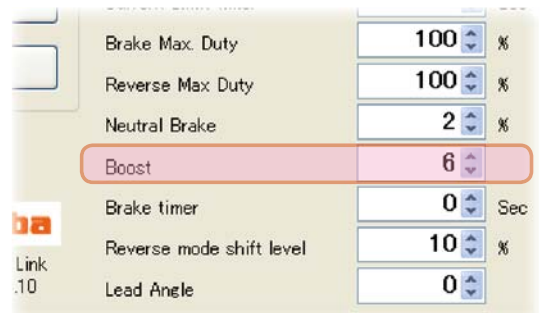 Brake Max. Duty 100 %
Reverse Max Duty 100 %
Neutral Brake 2 %
Boost 6
Brake timer 0 Sec
ba
Reverse mode shift level 10 %
Link
.10
Lead Angle 0